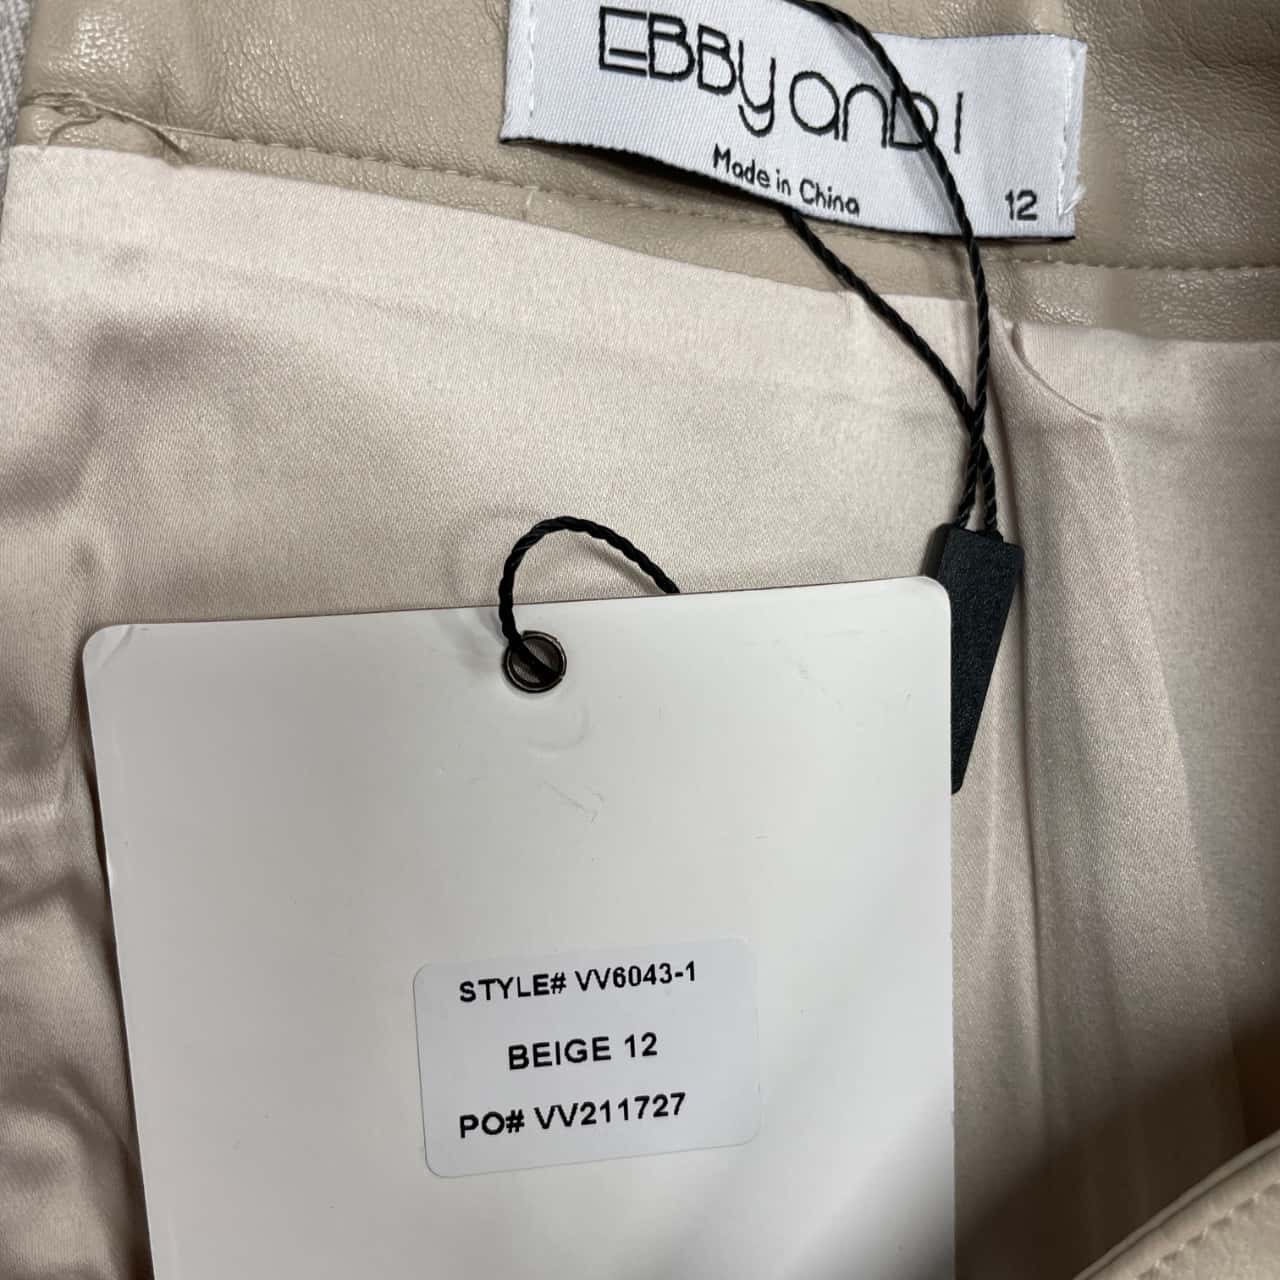 EBBY AND I
Made in China
12
STYLE# VV6043-1
BEIGE 12
PO# VV211727